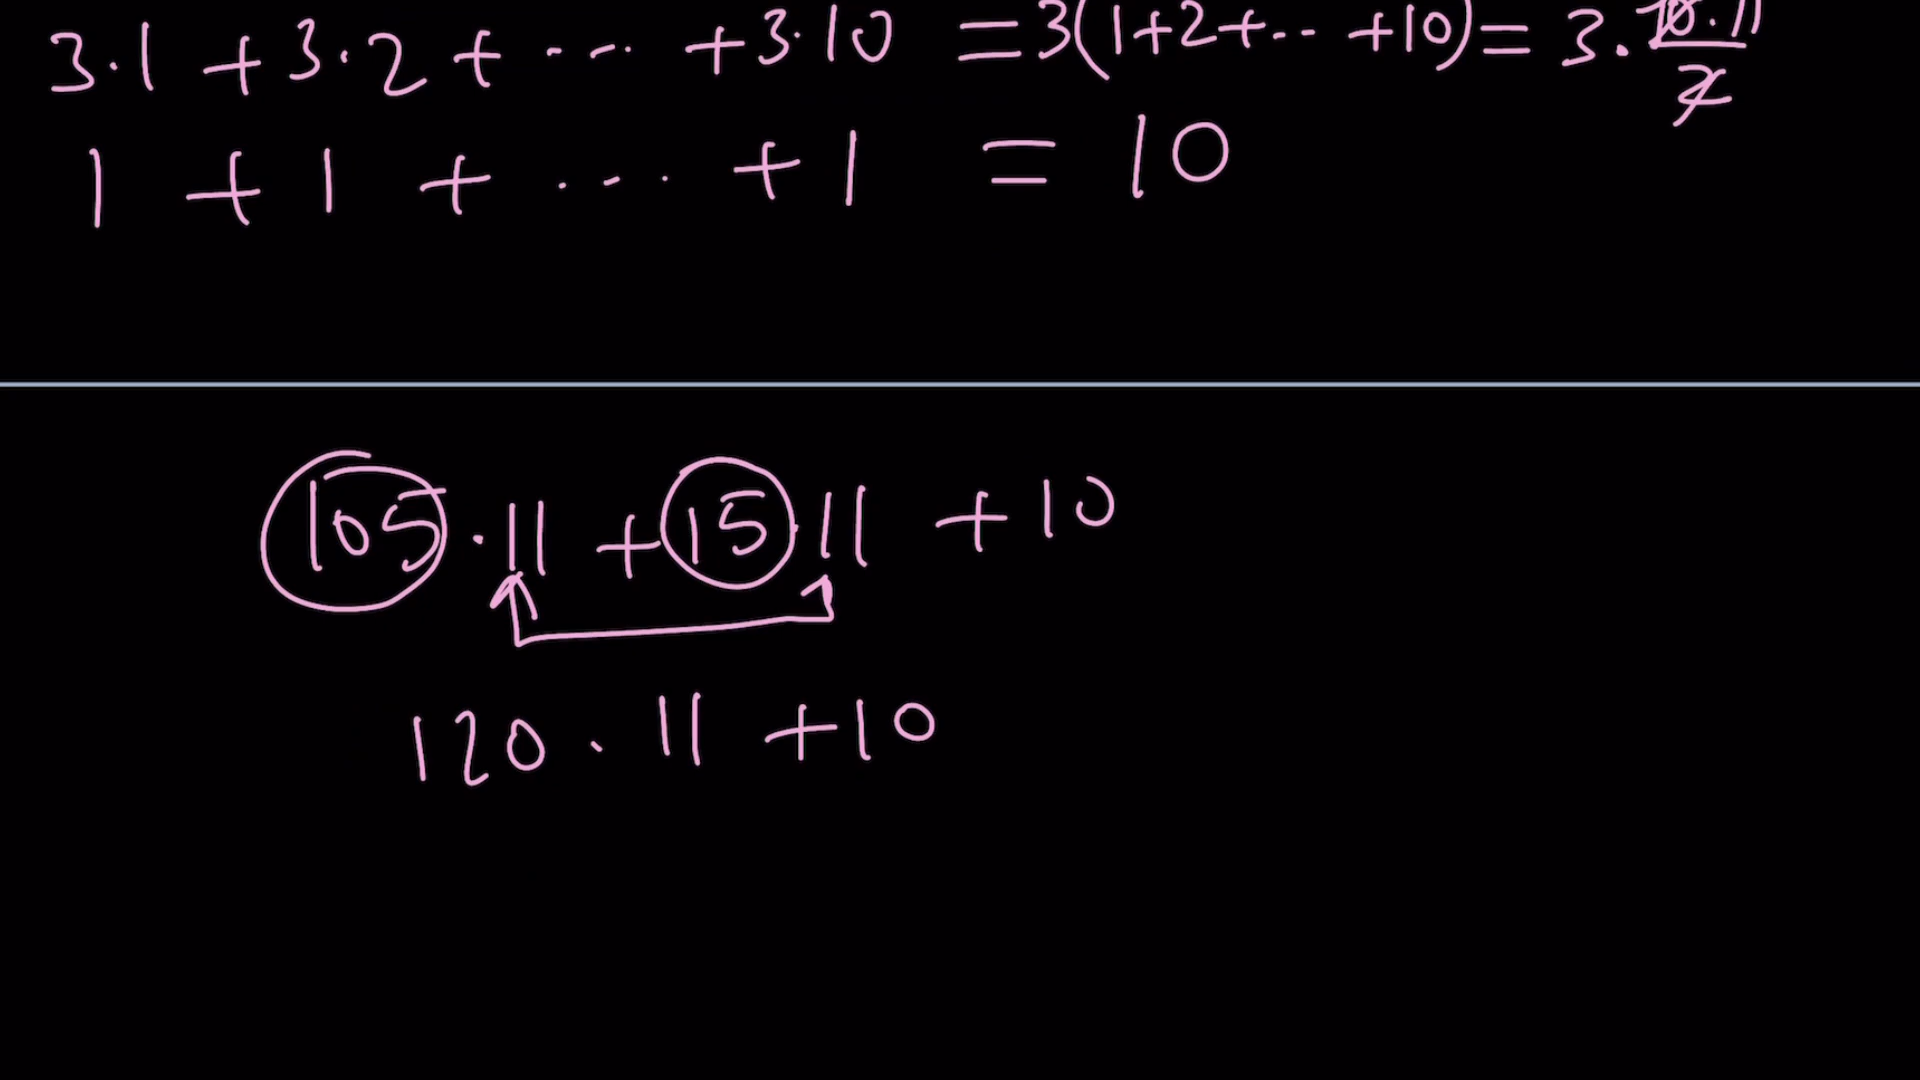 3·1 + 3·2 + ··· + 3·10 = 3(1+2+··· +10) = 3 · 10·11/2
1 + 1 + ··· + 1 = 10
105 · 11 + 15 · 11 + 10
120 · 11 + 10